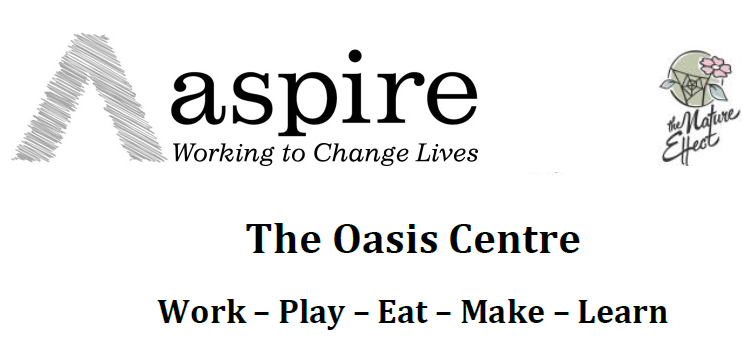 aspire
Working to Change Lives
the Nature
Effect
The Oasis Centre
Work – Play – Eat – Make – Learn